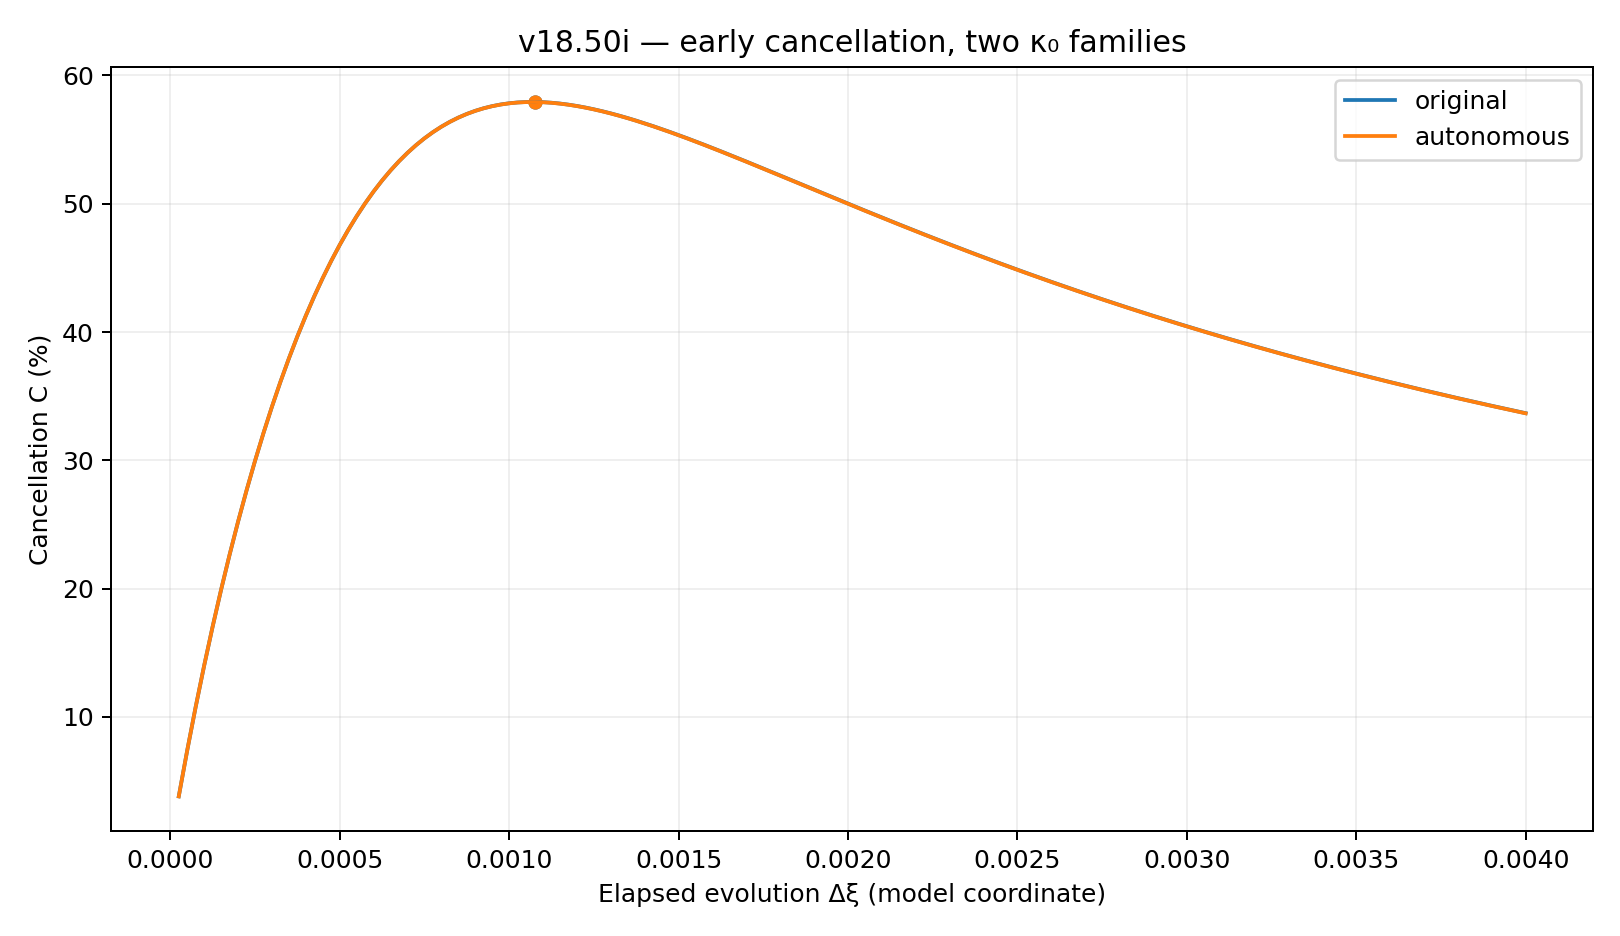 v18.50i — early cancellation, two κ₀ families
60
50
40
30
20
10
Cancellation C (%)
original
autonomous
0.0000 0.0005 0.0010 0.0015 0.0020 0.0025 0.0030 0.0035 0.0040
Elapsed evolution Δξ (model coordinate)